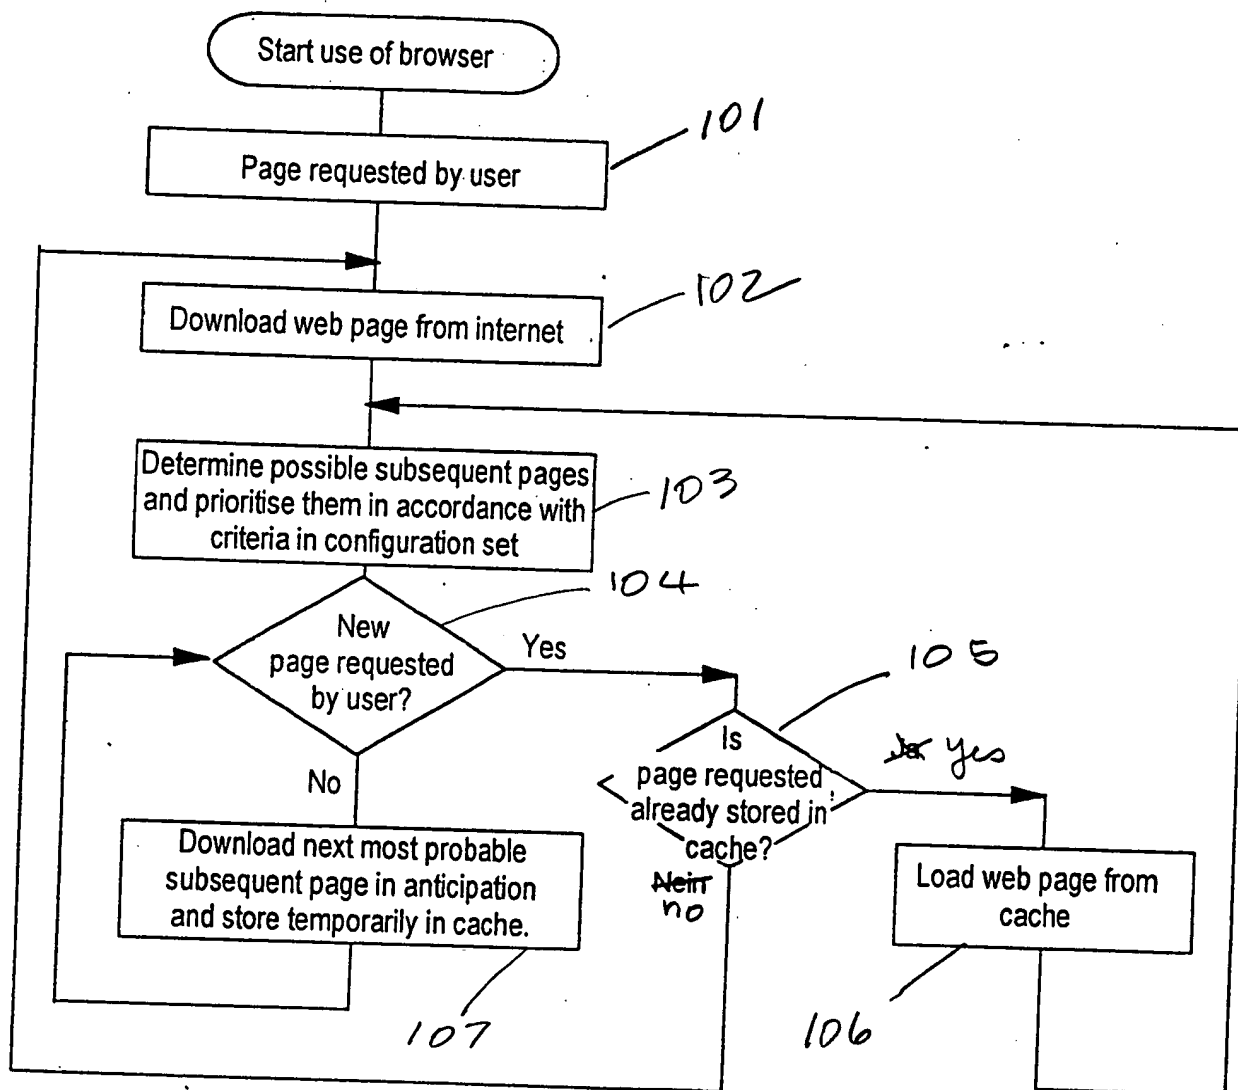 Start use of browser
101
Page requested by user
102
Download web page from internet
Determine possible subsequent pages
and prioritise them in accordance with
criteria in configuration set
103
104
New
page requested
by user?
Yes
105
Is
page requested
already stored in
cache?
Ja yes
No
Nein
no
Download next most probable
subsequent page in anticipation
and store temporarily in cache.
Load web page from
cache
107
106